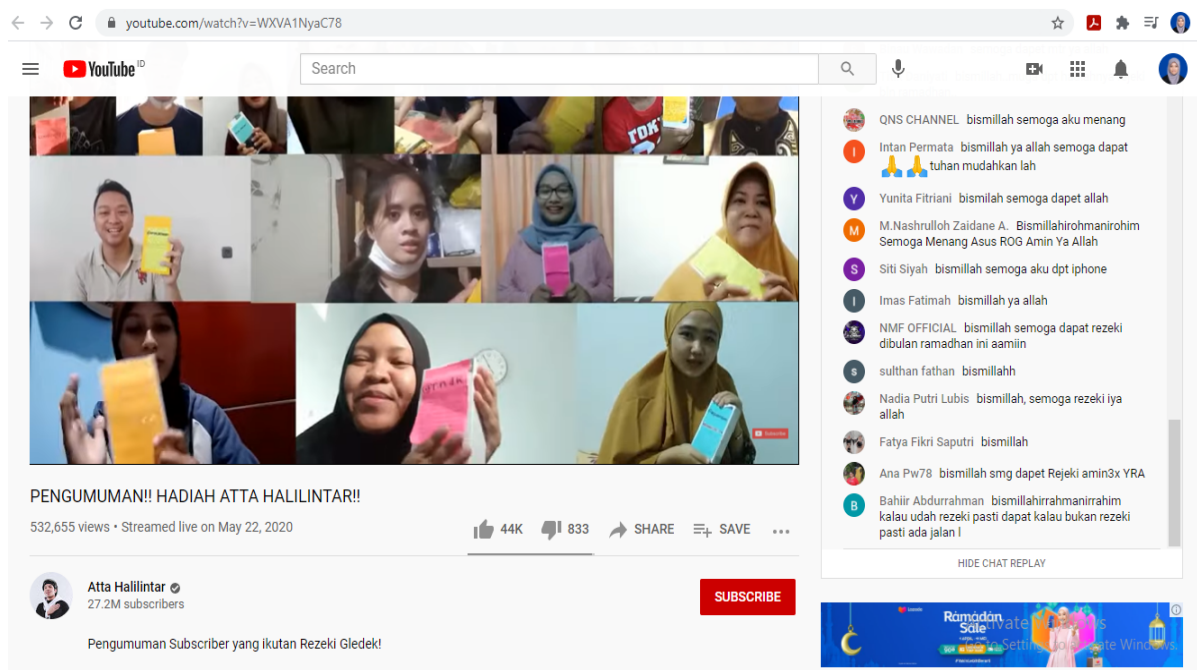 youtube.com/watch?v=WXVA1NyaC78
YouTube ID
Search
QNS CHANNEL bismillah semoga aku menang
Intan Permata bismillah ya allah semoga dapat
🙏🙏tuhan mudahkan lah
Yunita Fitriani bismilah semoga dapet allah
M.Nashrulloh Zaidane A. Bismillahirohmanirohim
Semoga Menang Asus ROG Amin Ya Allah
Siti Siyah bismillah semoga aku dpt iphone
Imas Fatimah bismillah ya allah
NMF OFFICIAL bismillah semoga dapat rezeki
dibulan ramadhan ini aamiin
sulthan fathan bismillahh
Nadia Putri Lubis bismillah, semoga rezeki iya
allah
Fatya Fikri Saputri bismillah
Ana Pw78 bismillah smg dapet Rejeki amin3x YRA
Bahiir Abdurrahman bismillahirrahmanirrahim
kalau udah rezeki pasti dapat kalau bukan rezeki
pasti ada jalan l
HIDE CHAT REPLAY
PENGUMUMAN!! HADIAH ATTA HALILINTAR!!
532,655 views • Streamed live on May 22, 2020
44K 833 SHARE SAVE
Atta Halilintar
27.2M subscribers
SUBSCRIBE
Pengumuman Subscriber yang ikutan Rezeki Gledek!
Ramadan
Sale